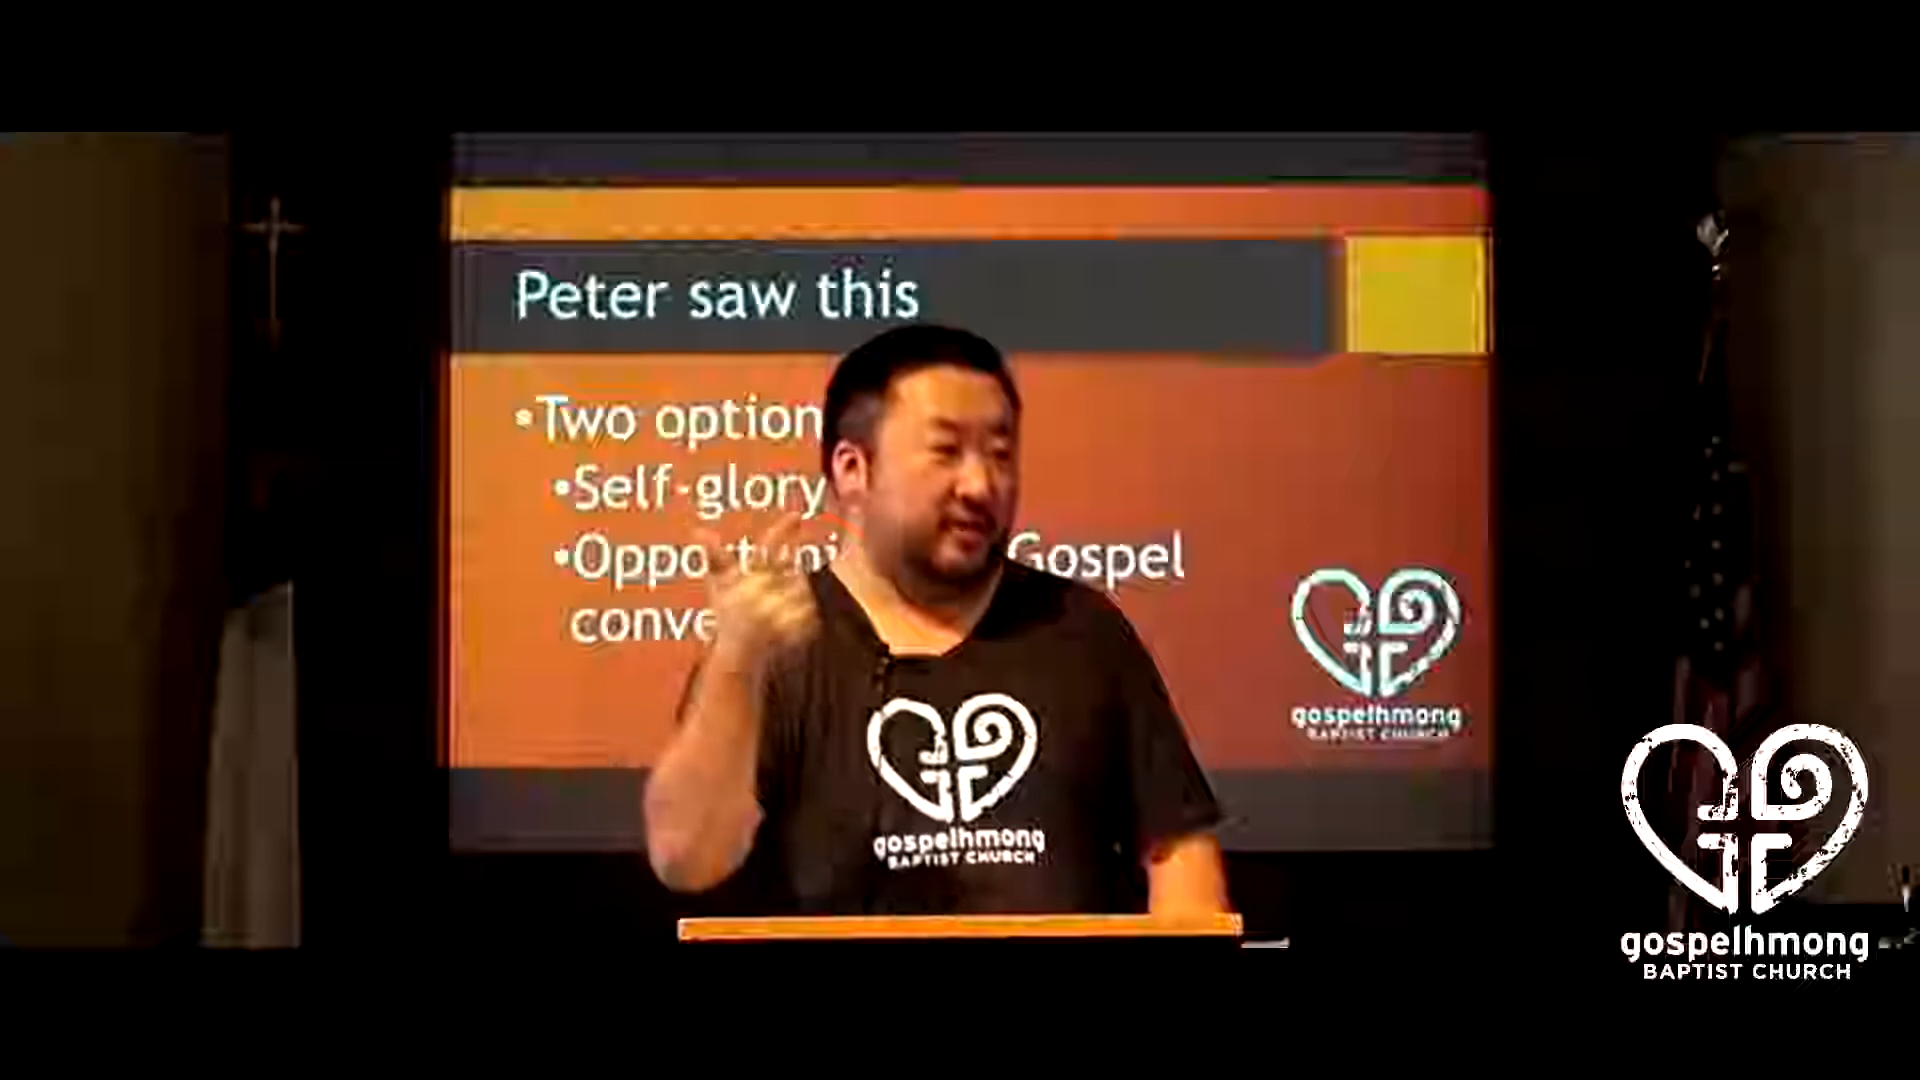 Peter saw this
•Two option
•Self-glory
•Oppo Gospel
conve
gospelhmong
BAPTIST CHURCH
gospelhmong
BAPTIST CHURCH
gospelhmong
BAPTIST CHURCH